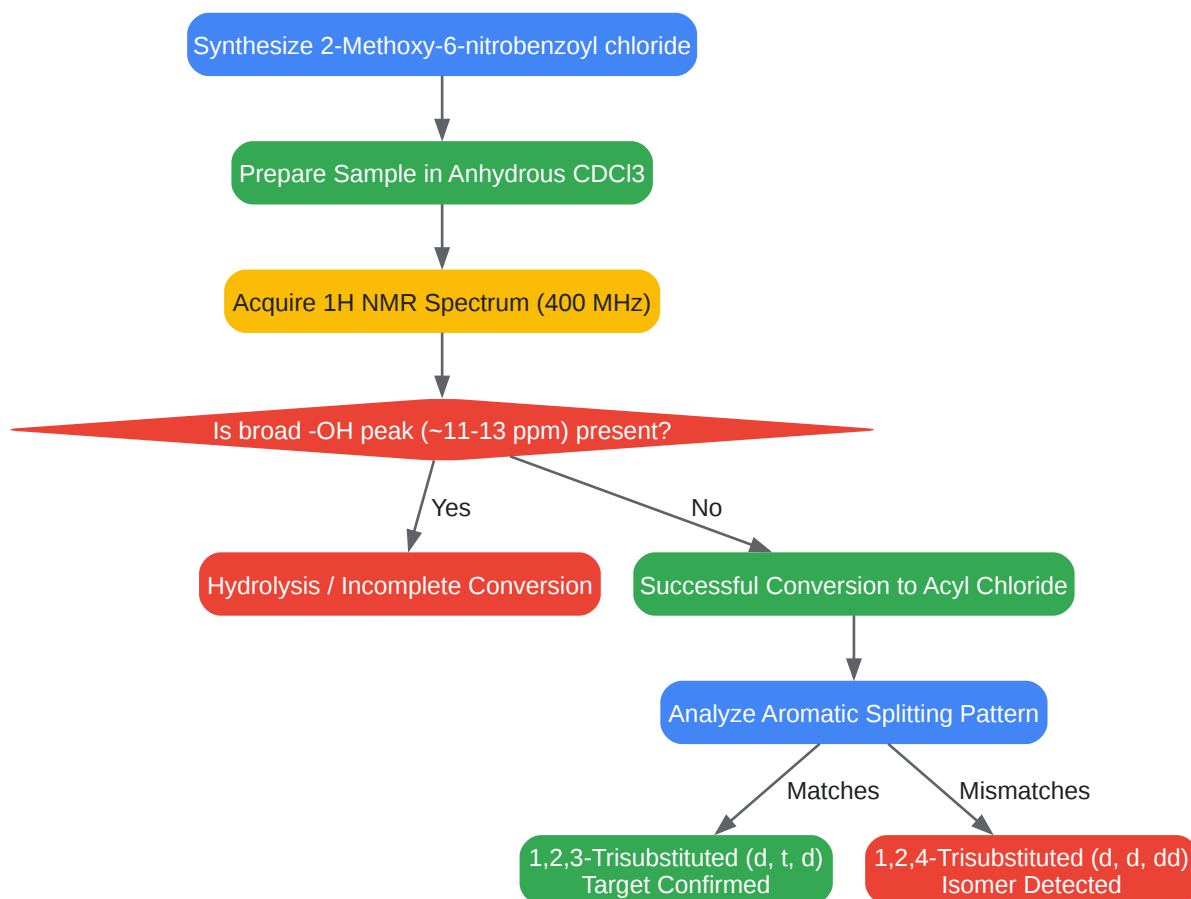 Synthesize 2-Methoxy-6-nitrobenzoyl chloride
Prepare Sample in Anhydrous CDCl3
Acquire 1H NMR Spectrum (400 MHz)
Is broad -OH peak (~11-13 ppm) present?
Yes
No
Hydrolysis / Incomplete Conversion
Successful Conversion to Acyl Chloride
Analyze Aromatic Splitting Pattern
Matches
Mismatches
1,2,3-Trisubstituted (d, t, d)
Target Confirmed
1,2,4-Trisubstituted (d, d, dd)
Isomer Detected